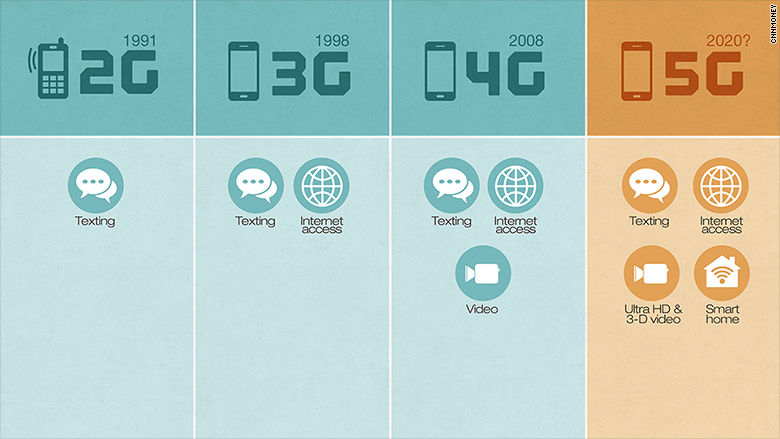 CNNMONEY
1991
2G
1998
3G
2008
4G
2020?
5G
Texting
Texting
Internet
access
Texting
Internet
access
Video
Texting
Internet
access
Ultra HD &
3-D video
Smart
home